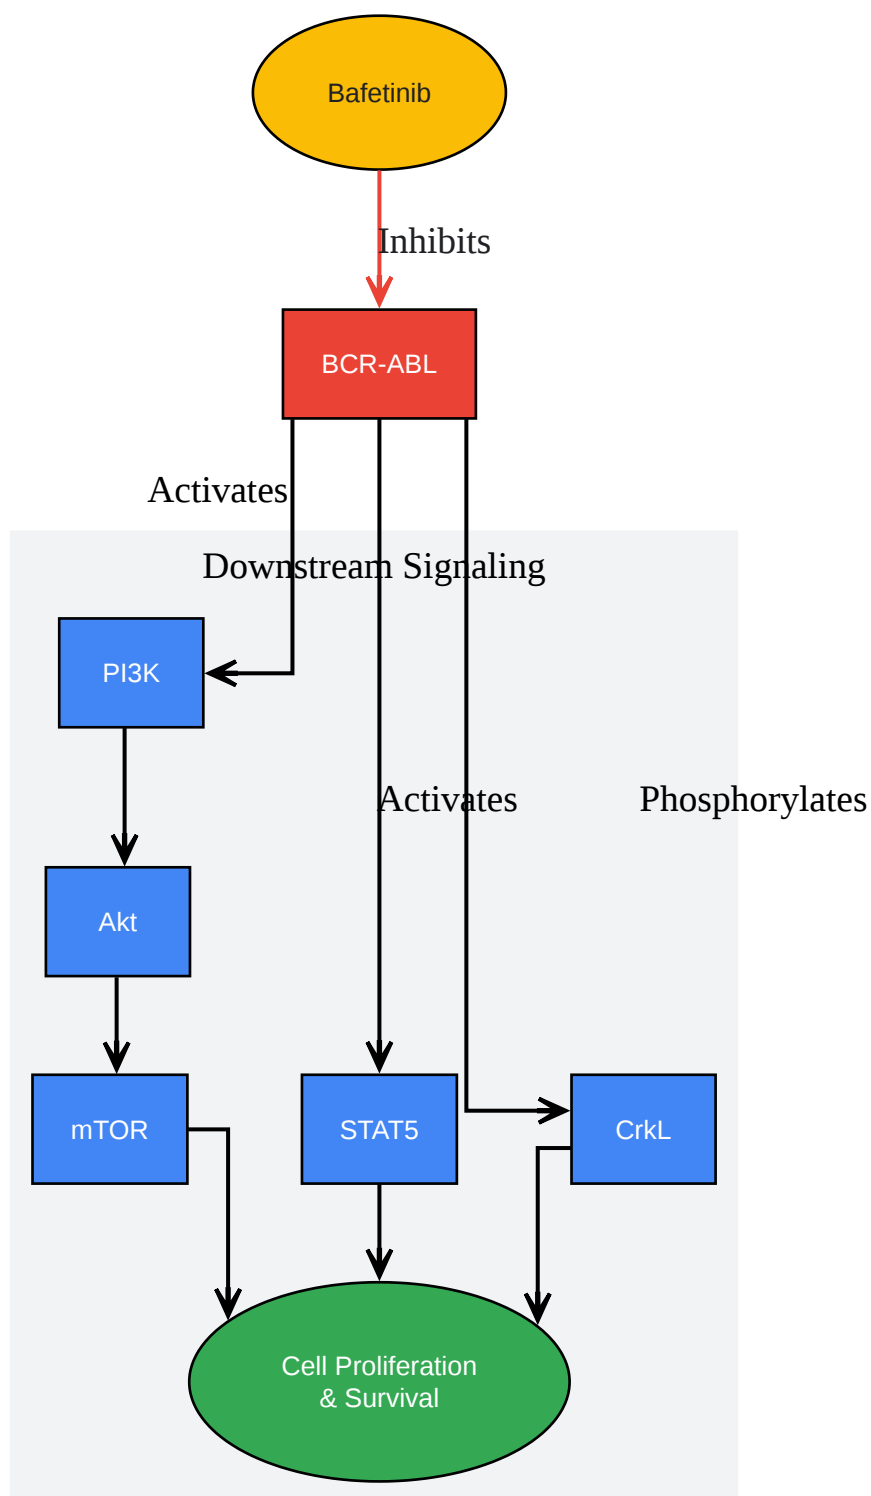 Bafetinib
Inhibits
BCR-ABL
Activates
Downstream Signaling
PI3K
Activates
Phosphorylates
Akt
mTOR
STAT5
CrkL
Cell Proliferation
& Survival